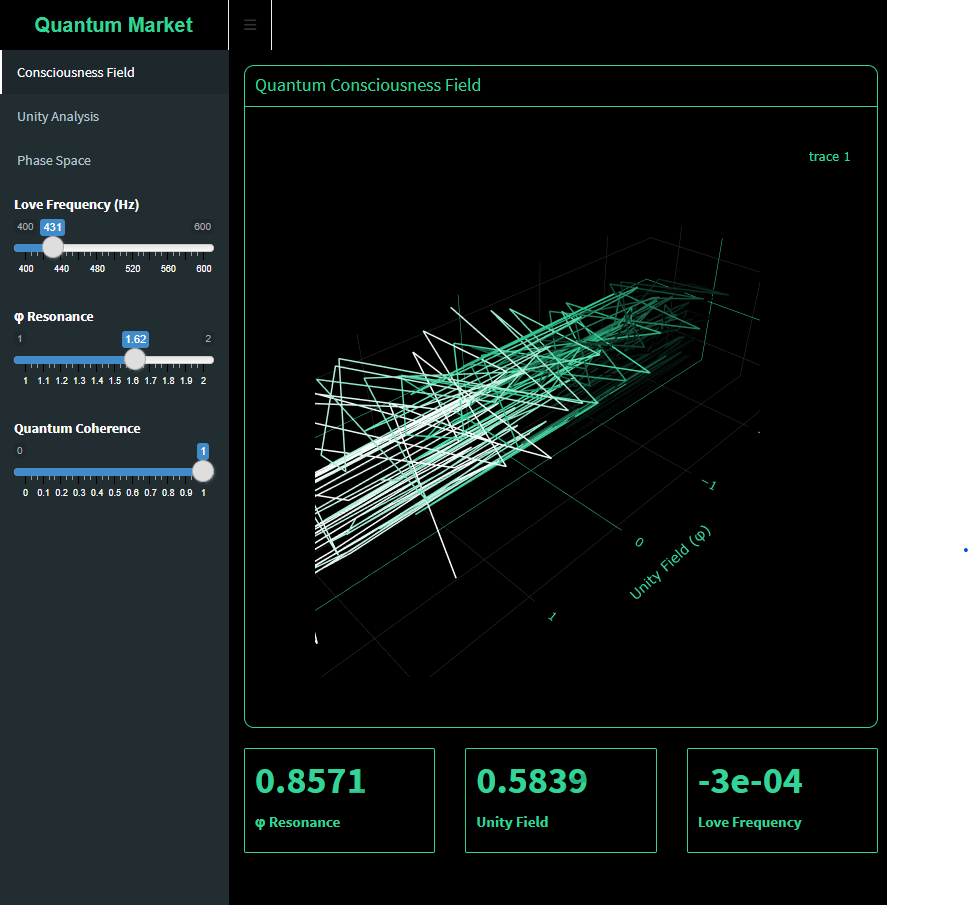 Quantum Market
Consciousness Field
Unity Analysis
Phase Space
Love Frequency (Hz)
400 431 600
400 440 480 520 560 600
φ Resonance
1 1.62 2
1 1.1 1.2 1.3 1.4 1.5 1.6 1.7 1.8 1.9 2
Quantum Coherence
0 1
0 0.1 0.2 0.3 0.4 0.5 0.6 0.7 0.8 0.9 1
Quantum Consciousness Field
trace 1
−1
0
Unity Field (φ)
1
0.8571
φ Resonance
0.5839
Unity Field
-3e-04
Love Frequency